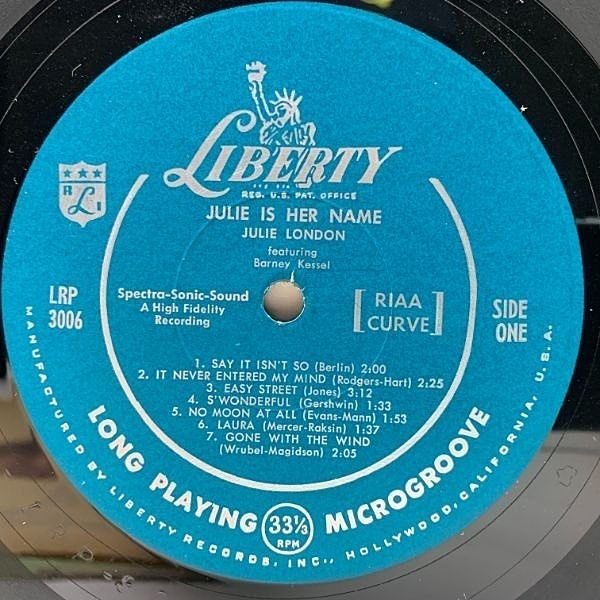 LIBERTY
REG. U.S. PAT. OFFICE
JULIE IS HER NAME
JULIE LONDON
featuring
Barney Kessel
R L I
LRP
3006
Spectra-Sonic-Sound
A High Fidelity
Recording
[RIAA
CURVE]
SIDE
ONE
1. SAY IT ISN'T SO (Berlin) 2:00
2. IT NEVER ENTERED MY MIND (Rodgers-Hart) 2:25
3. EASY STREET (Jones) 3:12
4. S'WONDERFUL (Gershwin) 1:33
5. NO MOON AT ALL (Evans-Mann) 1:53
6. LAURA (Mercer-Raksin) 1:37
7. GONE WITH THE WIND
(Wrubel-Magidson) 2:05
LONG PLAYING 33⅓ RPM MICROGROOVE
MANUFACTURED BY LIBERTY RECORDS, INC., HOLLYWOOD, CALIFORNIA, U.S.A.